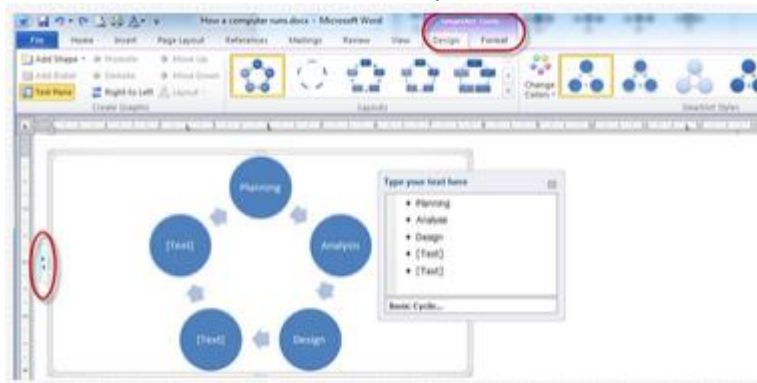 How a computer runs.docx - Microsoft Word
SmartArt Tools
File Home Insert Page Layout References Mailings Review View Design Format
Add Shape Promote Move Up
Add Bullet Demote Move Down
Text Pane Right to Left Layout
Change Colors
Create Graphic Layouts SmartArt Styles
Planning
[Text]
Analysis
[Text]
Design
Type your text here
Planning
Analysis
Design
[Text]
[Text]
Basic Cycle...